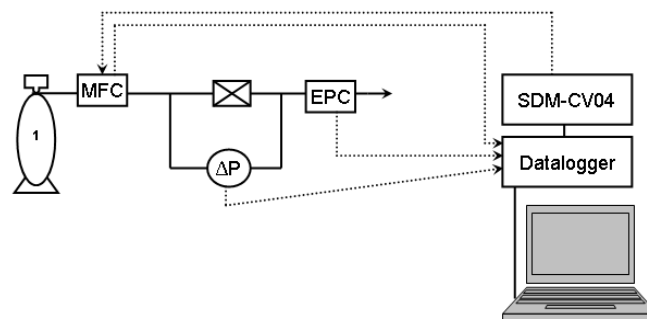 MFC
EPC
SDM-CV04
1
ΔP
Datalogger